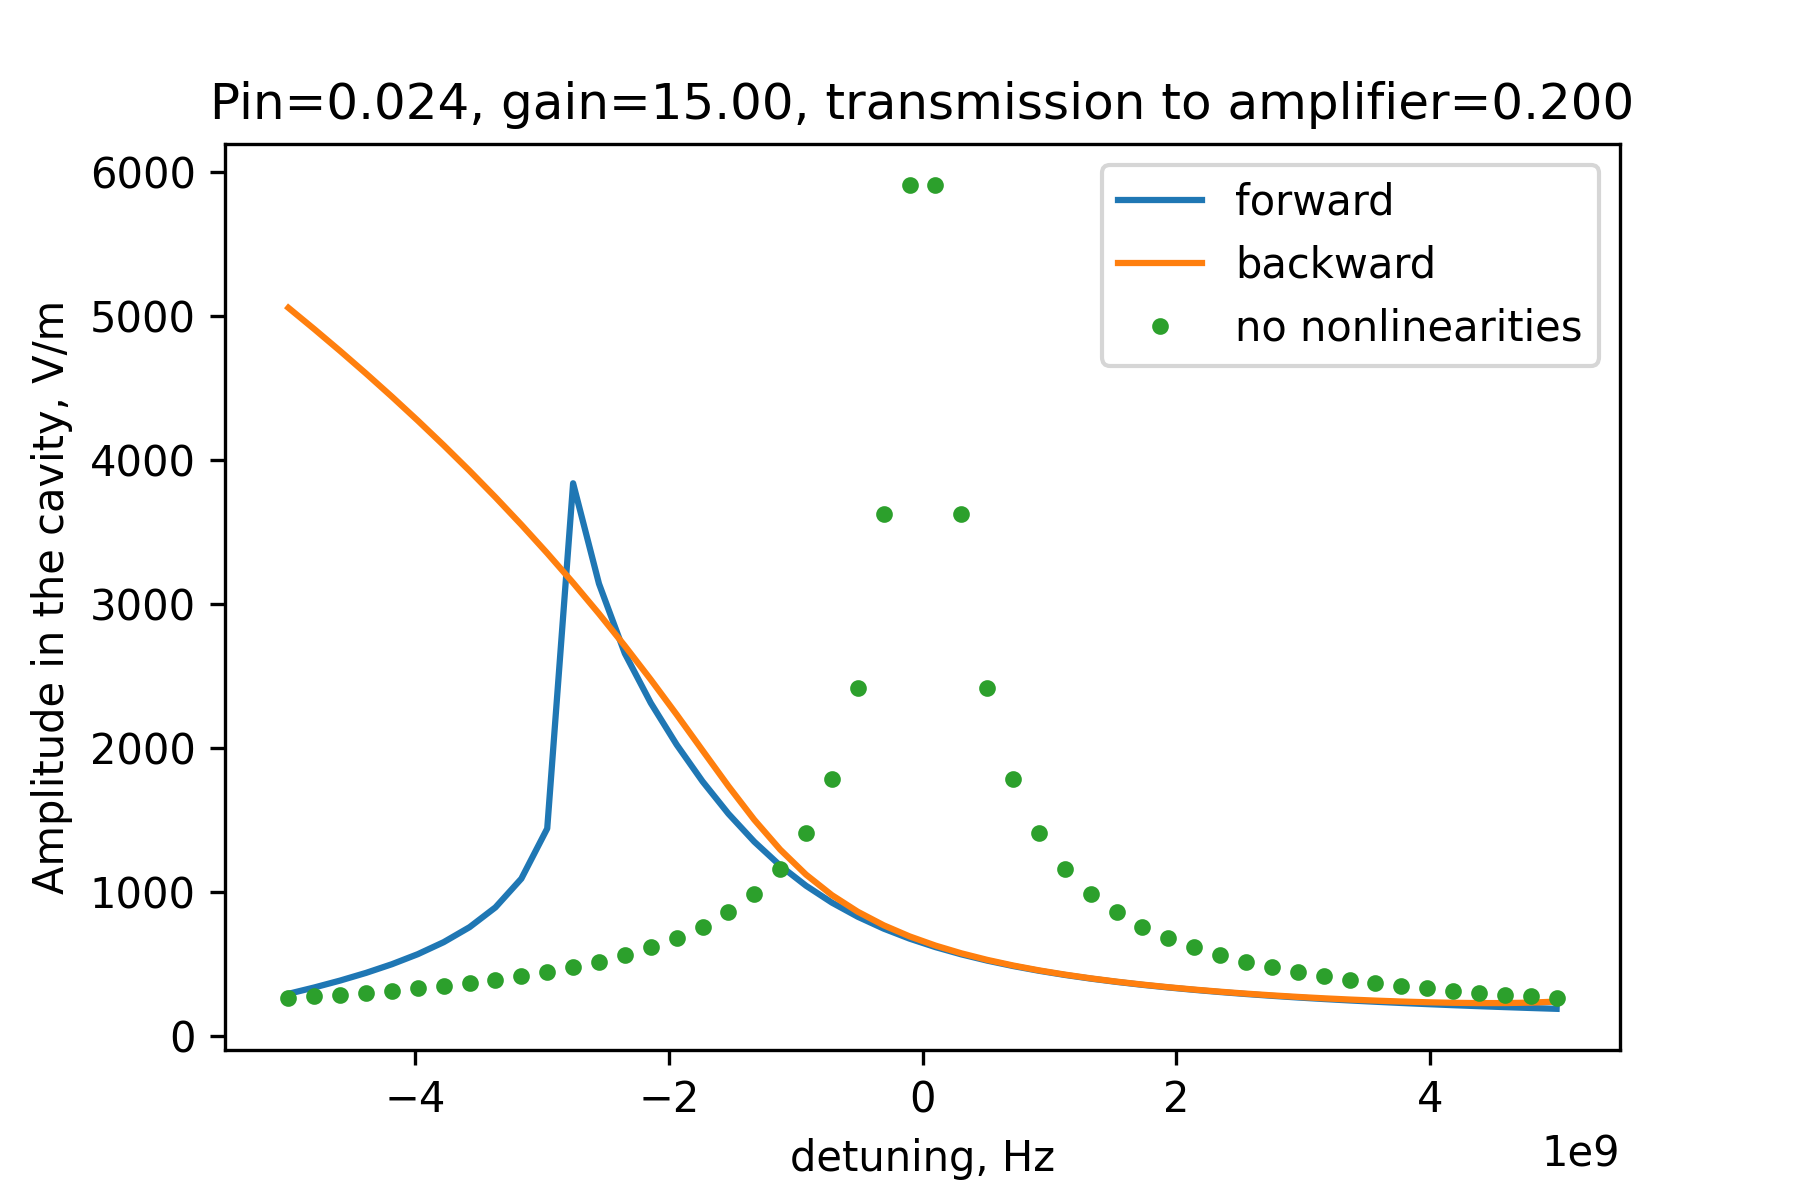 Pin=0.024, gain=15.00, transmission to amplifier=0.200
6000
5000
4000
3000
2000
1000
0
Amplitude in the cavity, V/m
forward
backward
no nonlinearities
−4 −2 0 2 4
1e9
detuning, Hz